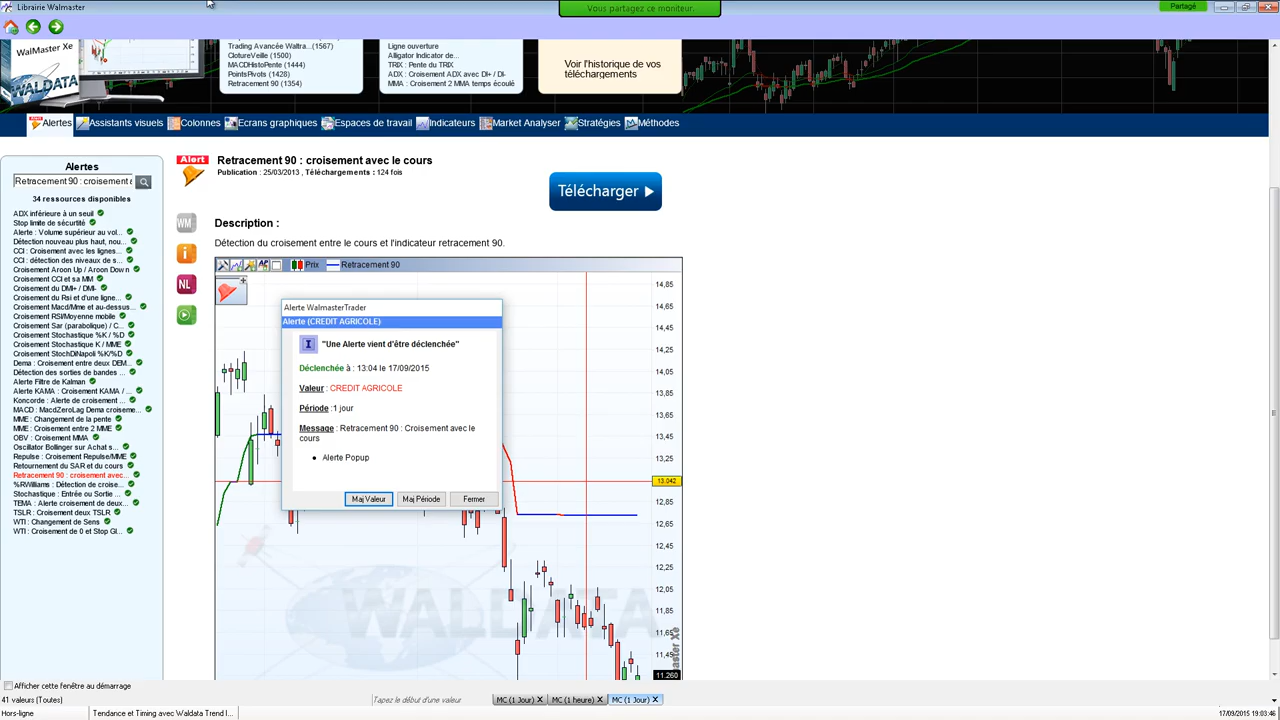 Librairie Walmaster
Vous partagez ce moniteur.
Partagé
WalMaster Xe
WALDATA
Trading Avancée Waltra...(1567)
ClotureVeille (1500)
MACDHistoPente (1444)
PointsPivots (1428)
Retracement 90 (1354)
Ligne ouverture
Alligator Indicator de...
TRIX : Pente du TRIX
ADX : Croisement ADX avec DI+ / DI-
MMA : Croisement 2 MMA temps écoulé
Voir l'historique de vos
téléchargements
Alertes
Assistants visuels
Colonnes
Ecrans graphiques
Espaces de travail
Indicateurs
Market Analyser
Stratégies
Méthodes
Alertes
Retracement 90 : croisement a
34 ressources disponibles
ADX inférieure à un seuil
Stop limite de sécurtité
Alerte : Volume supérieur au vol...
Détection nouveau plus haut, nou...
CCI : Croisement avec les lignes...
CCI : détection des niveaux de s...
Croisement Aroon Up / Aroon Down
Croisement CCI et sa MM
Croisement du DMI+ / DMI-
Croisement du Rsi et d'une ligne...
Croisement Macd/Mme et au-dessus...
Croisement RSI/Moyenne mobile
Croisement Sar (parabolique) / C...
Croisement Stochastique %K / %D
Croisement Stochastique K / MME
Croisement StochDiNapoli %K/%D
Dema : Croisement entre deux DEM...
Détection des sorties de bandes ...
Alerte Filtre de Kalman
Alerte KAMA : Croisement KAMA / ...
Koncorde : Alerte de croisement ...
MACD : MacdZeroLag Dema croiseme...
MME : Changement de la pente
MME : Croisement entre 2 MME
OBV : Croisement MMA
Oscillator Bollinger sur Achat s...
Repulse : Croisement Repulse/MME
Retournement du SAR et du cours
Retracement 90 : croisement avec...
%RWilliams : Détection de croise...
Stochastique : Entrée ou Sortie ...
TEMA : Alerte croisement de deux...
TSLR : Croisement deux TSLR
WTI : Changement de Sens
WTI : Croisement de 0 et Stop Gl...
Alert
Retracement 90 : croisement avec le cours
Publication : 25/03/2013 , Téléchargements : 124 fois
Télécharger
WM
i
NL
Description :
Détection du croisement entre le cours et l'indicateur retracement 90.
Prix
Retracement 90
14,85
14,65
14,45
14,25
14,05
13,85
13,65
13,45
13,25
13.042
12,85
12,65
12,45
12,25
12,05
11,85
11,65
11,45
11.260
Alerte WalmasterTrader
Alerte (CREDIT AGRICOLE)
"Une Alerte vient d'être déclenchée"
Déclenchée à : 13:04 le 17/09/2015
Valeur : CREDIT AGRICOLE
Période :1 jour
Message : Retracement 90 : Croisement avec le
cours
• Alerte Popup
Maj Valeur
Maj Période
Fermer
WALDATA
Afficher cette fenêtre au démarrage
41 valeurs (Toutes)
Tapez le début d'une valeur
MC (1 Jour)
MC (1 heure)
MC (1 Jour)
Hors-ligne
Tendance et Timing avec Waldata Trend I...
17/09/2015 19:03:46